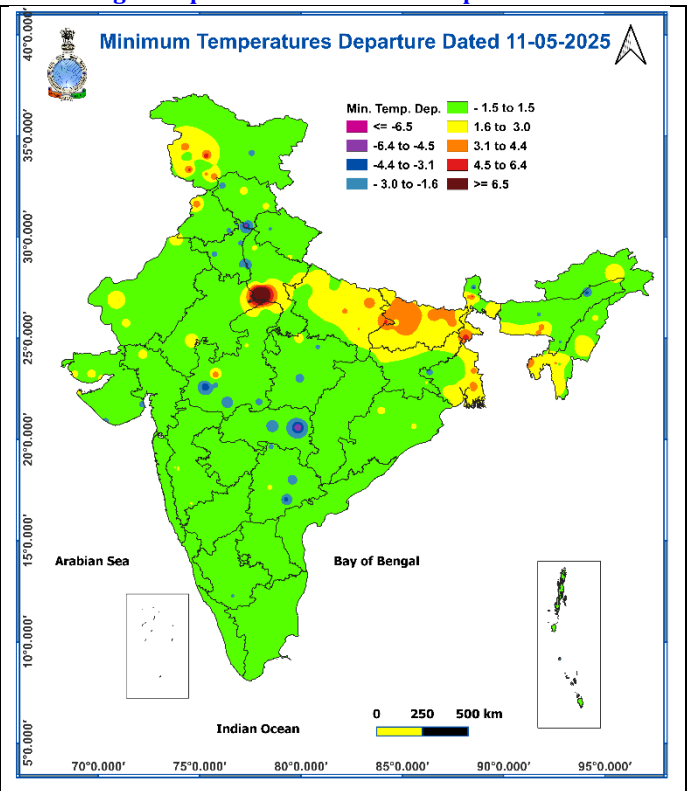 Minimum Temperatures Departure Dated 11-05-2025
Min. Temp. Dep.
<= -6.5
-6.4 to -4.5
-4.4 to -3.1
- 3.0 to -1.6
- 1.5 to 1.5
1.6 to 3.0
3.1 to 4.4
4.5 to 6.4
>= 6.5
40°0.000'
35°0.000'
30°0.000'
25°0.000'
20°0.000'
15°0.000'
10°0.000'
5°0.000'
Arabian Sea
Bay of Bengal
Indian Ocean
0 250 500 km
70°0.000' 75°0.000' 80°0.000' 85°0.000' 90°0.000' 95°0.000'